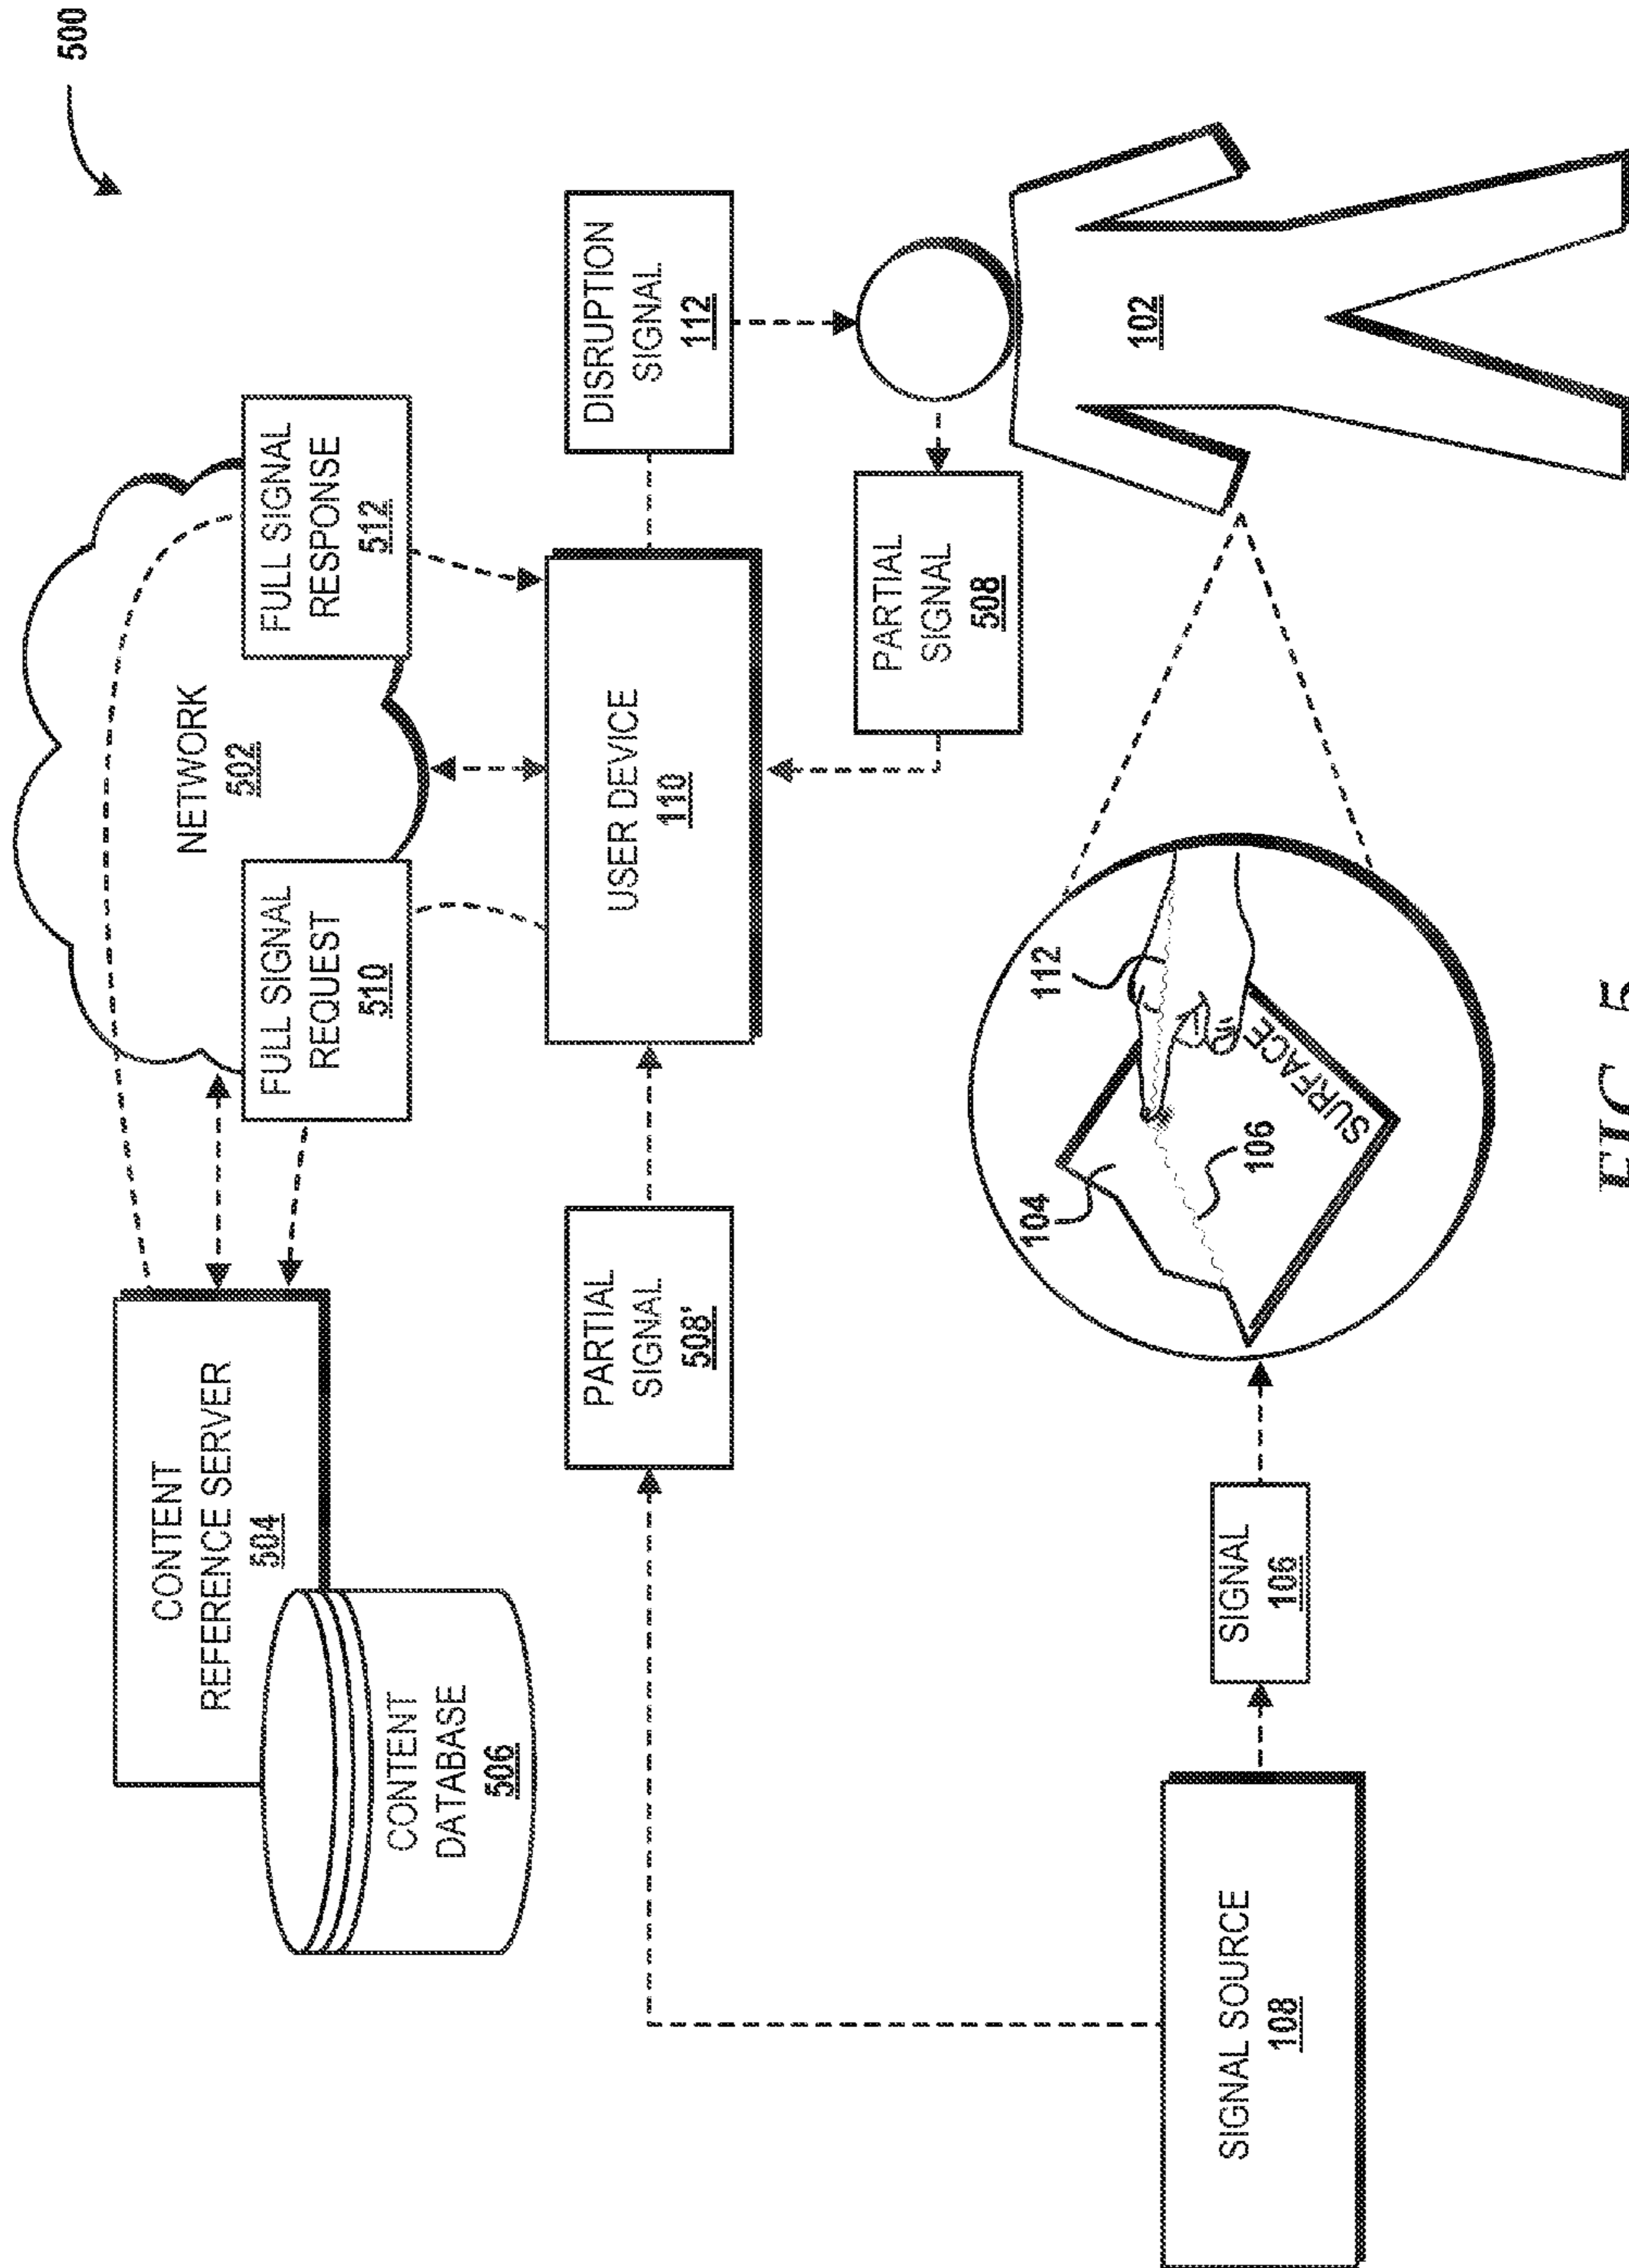 500
NETWORK
502
CONTENT
REFERENCE SERVER
504
CONTENT
DATABASE
506
FULL SIGNAL
REQUEST
510
FULL SIGNAL
RESPONSE
512
PARTIAL
SIGNAL
508'
USER DEVICE
110
DISRUPTION
SIGNAL
112
PARTIAL
SIGNAL
508
SIGNAL SOURCE
108
SIGNAL
106
104
112
106
SURFACE
102
FIG. 5